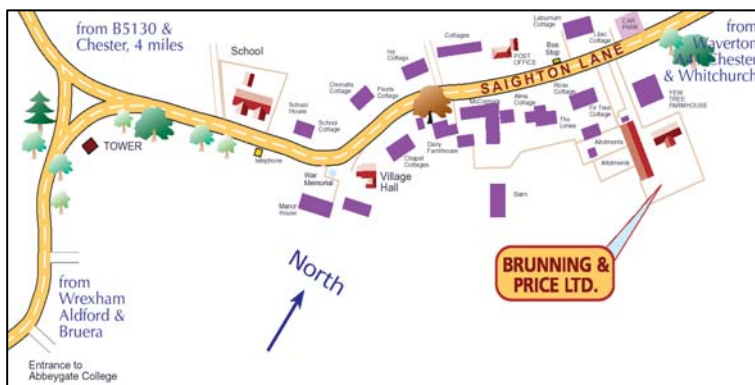 from B5130 &
Chester, 4 miles
School
Ivy
Cottage
Cottages
Laburnum
Cottage
Bus
Stop
POST
OFFICE
Lilac
Cottage
CAR
PARK
from
Waverton
Chester
& Whitchurch
SAIGHTON LANE
Clematis
Cottage
Florris
Cottage
School
House
School
Cottage
telephone
TOWER
McCormick
Alma
Cottage
Rose
Cottage
Fir Tree
Cottage
The
Limes
YEW
TREE
FARMHOUSE
Dairy
Farmhouse
Chapel
Cottages
Allotments
Allotments
War
Memorial
Village
Hall
Manor
House
Barn
North
BRUNNING &
PRICE LTD.
from
Wrexham
Aldford &
Bruera
Entrance to
Abbeygate College